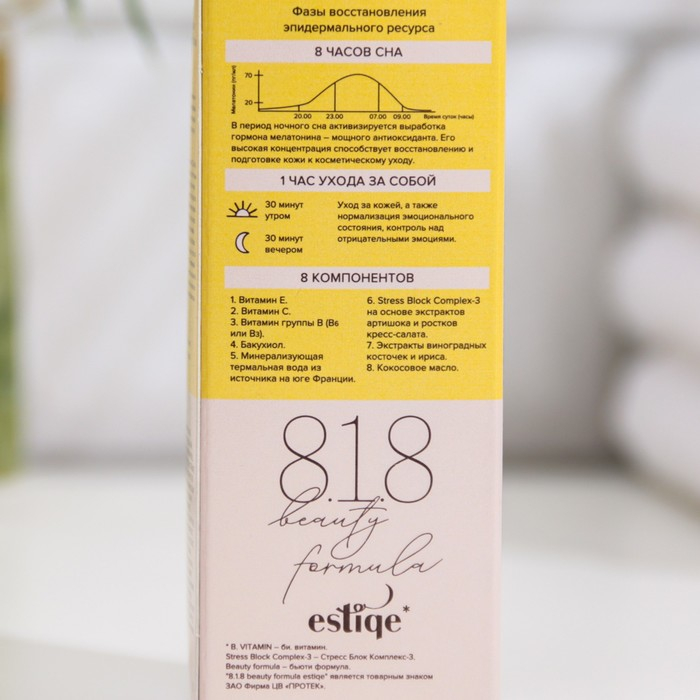 Фазы восстановления
эпидермального ресурса
8 ЧАСОВ СНА
Мелатонин (пг/мл)
70
20
20.00 23.00 07.00 09.00 Время суток (часы)
В период ночного сна активизируется выработка
гормона мелатонина – мощного антиоксиданта. Его
высокая концентрация способствует восстановлению и
подготовке кожи к косметическому уходу.
1 ЧАС УХОДА ЗА СОБОЙ
30 минут
утром
30 минут
вечером
Уход за кожей, а также
нормализация эмоционального
состояния, контроль над
отрицательными эмоциями.
8 КОМПОНЕНТОВ
1. Витамин Е.
2. Витамин С.
3. Витамин группы В (В6
или В3).
4. Бакухиол.
5. Минерализующая
термальная вода из
источника на юге Франции.
6. Stress Block Complex-3
на основе экстрактов
артишока и ростков
кресс-салата.
7. Экстракты виноградных
косточек и ириса.
8. Кокосовое масло.
8.1.8
beauty
formula
estiqe*
* B. VITAMIN – би. витамин.
Stress Block Complex-3 – Стресс Блок Комплекс-3.
Beauty formula – бьюти формула.
"8.1.8 beauty formula estiqe" является товарным знаком
ЗАО Фирма ЦВ «ПРОТЕК».